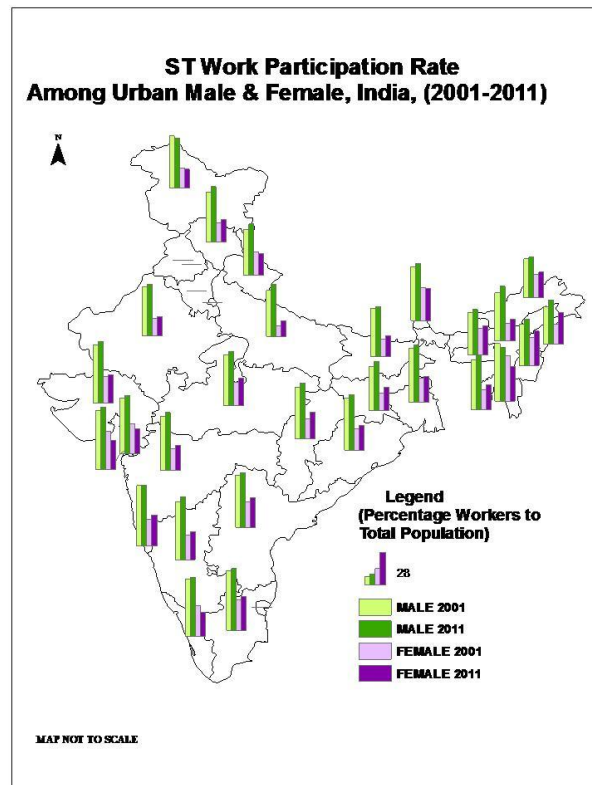 ST Work Participation Rate
Among Urban Male & Female, India, (2001-2011)
N
Legend
(Percentage Workers to
Total Population)
28
MALE 2001
MALE 2011
FEMALE 2001
FEMALE 2011
MAP NOT TO SCALE